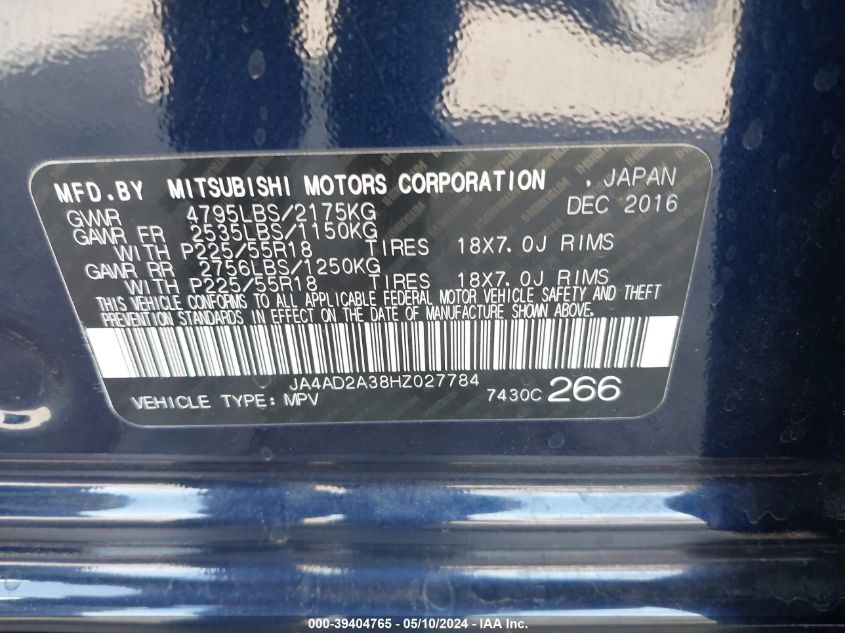 MFD.BY MITSUBISHI MOTORS CORPORATION , JAPAN
GVWR 4795LBS/2175KG DEC 2016
GAWR FR 2535LBS/1150KG
WITH P225/55R18 TIRES 18X7.0J RIMS
GAWR RR 2756LBS/1250KG
WITH P225/55R18 TIRES 18X7.0J RIMS
THIS VEHICLE CONFORMS TO ALL APPLICABLE FEDERAL MOTOR VEHICLE SAFETY AND THEFT
PREVENTION STANDARDS IN EFFECT ON THE DATE OF MANUFACTURE SHOWN ABOVE.
JA4AD2A38HZ027784
VEHICLE TYPE: MPV 7430C 266
000-39404765 - 05/10/2024 - IAA Inc.